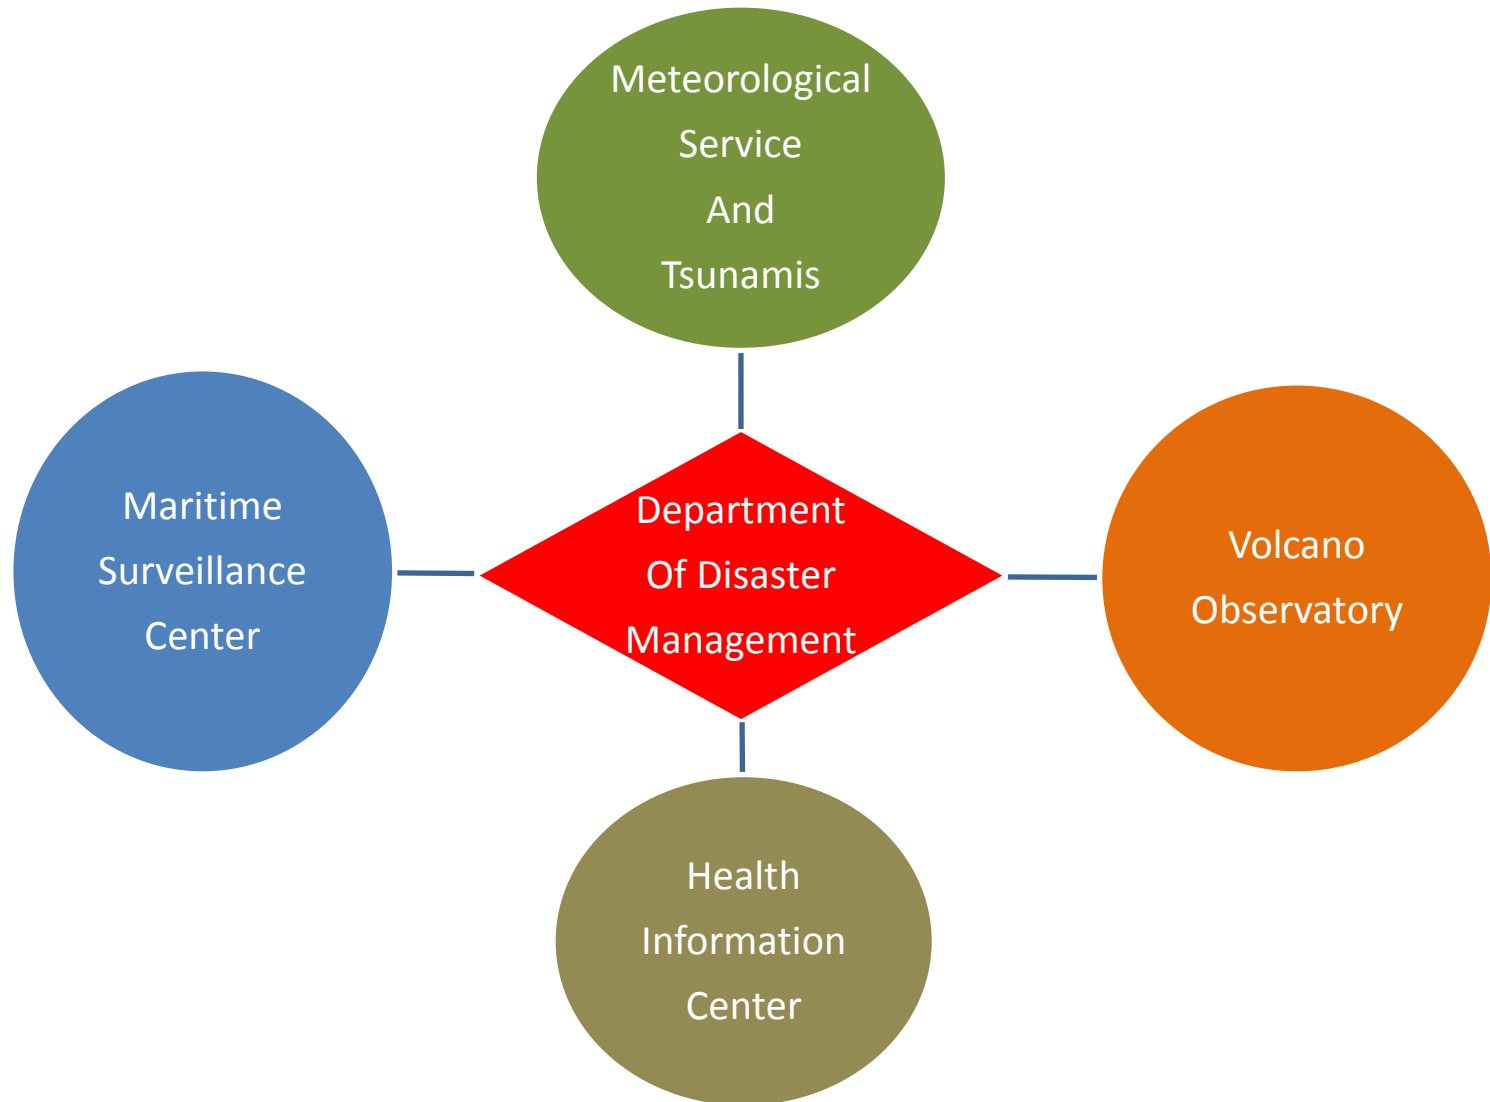 Meteorological
Service
And
Tsunamis
Maritime
Surveillance
Center
Department
Of Disaster
Management
Volcano
Observatory
Health
Information
Center